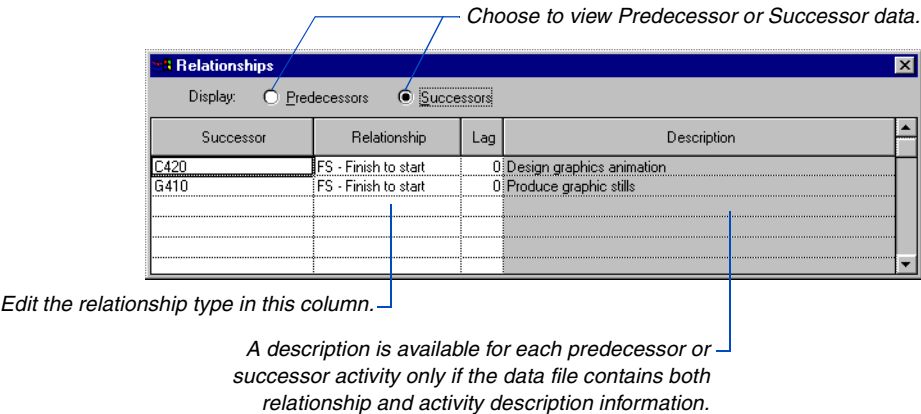 Choose to view Predecessor or Successor data.
Relationships
Display: Predecessors Successors
Successor Relationship Lag Description
C420 FS - Finish to start 0 Design graphics animation
G410 FS - Finish to start 0 Produce graphic stills
Edit the relationship type in this column.
A description is available for each predecessor or
successor activity only if the data file contains both
relationship and activity description information.